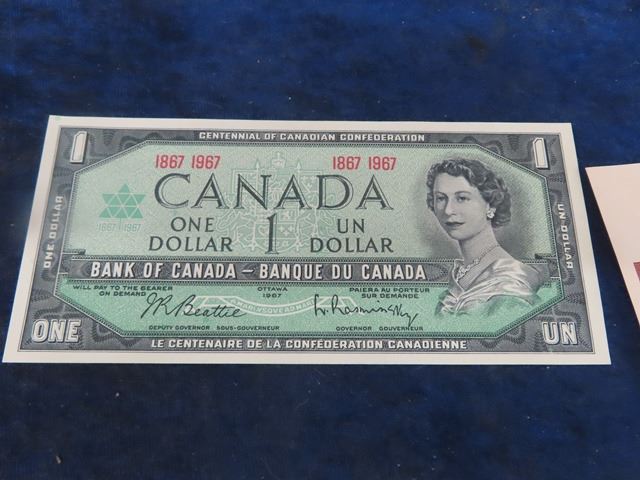 CENTENNIAL OF CANADIAN CONFEDERATION
1 1
1867 1967 1867 1967
CANADA
1867-1967
ONE DOLLAR 1 UN DOLLAR
ONE DOLLAR
UN DOLLAR
BANK OF CANADA – BANQUE DU CANADA
WILL PAY TO THE BEARER ON DEMAND
OTTAWA 1967
PAIERA AU PORTEUR SUR DEMANDE
J.R. Beattie
L. Rasminsky
DEPUTY GOVERNOR SOUS-GOUVERNEUR
GOVERNOR GOUVERNEUR
ONE UN
LE CENTENAIRE DE LA CONFÉDÉRATION CANADIENNE